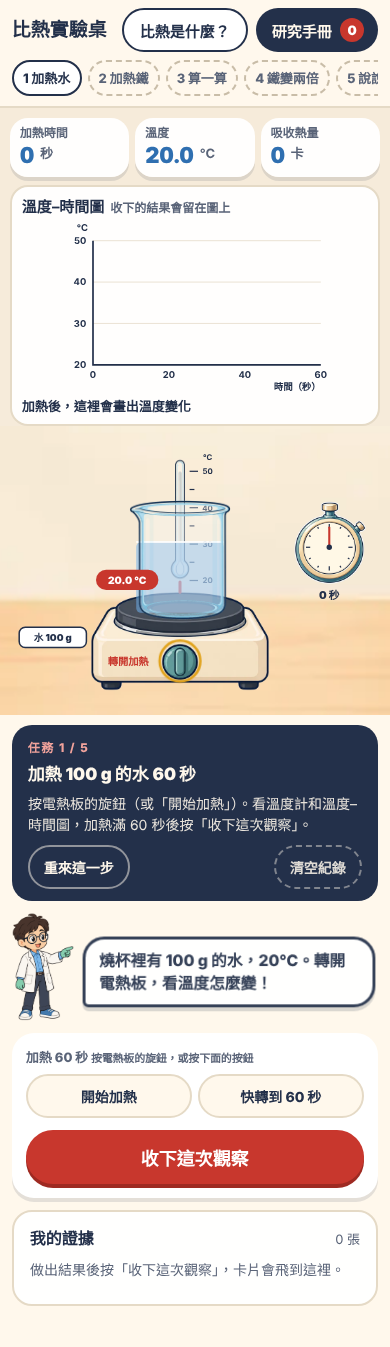 比熱實驗桌
比熱是什麼？
研究手冊 0
1 加熱水
2 加熱鐵
3 算一算
4 鐵變兩倍
5 說
加熱時間
0 秒
溫度
20.0 °C
吸收熱量
0 卡
溫度–時間圖 收下的結果會留在圖上
°C
50
40
30
20
0 20 40 60
時間（秒）
加熱後，這裡會畫出溫度變化
°C
50
40
30
20
20.0 °C
0 秒
水 100 g
轉開加熱
任務 1 / 5
加熱 100 g 的水 60 秒
按電熱板的旋鈕（或「開始加熱」）。看溫度計和溫度–
時間圖，加熱滿 60 秒後按「收下這次觀察」。
重來這一步
清空紀錄
燒杯裡有 100 g 的水，20°C。轉開
電熱板，看溫度怎麼變！
加熱 60 秒 按電熱板的旋鈕，或按下面的按鈕
開始加熱
快轉到 60 秒
收下這次觀察
我的證據
0 張
做出結果後按「收下這次觀察」，卡片會飛到這裡。